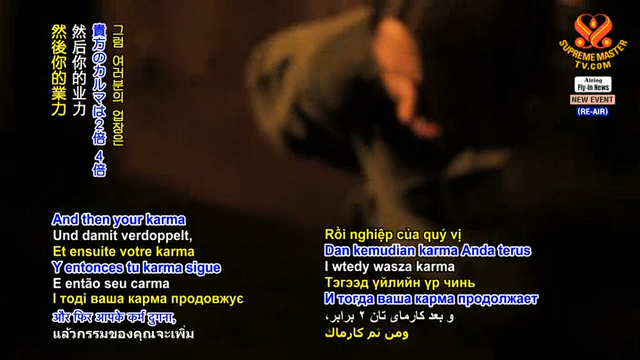 然後你的業力
然后你的业力
貴方のカルマは2倍 4倍
그럼 여러분의 업장은
SUPREME MASTER
TV.COM
Airing
Fly-in News
NEW EVENT
(RE-AIR)
And then your karma
Und damit verdoppelt,
Et ensuite votre karma
Y entonces tu karma sigue
E então seu carma
І тоді ваша карма продовжує
और फिर आपके कर्म दुगना,
แล้วกรรมของคุณจะเพิ่ม
Rồi nghiệp của quý vị
Dan kemudian karma Anda terus
I wtedy wasza karma
Тэгээд үйлийн үр чинь
И тогда ваша карма продолжает
و بعد کارمای تان ۲ برابر،
ومن ثم كارماك